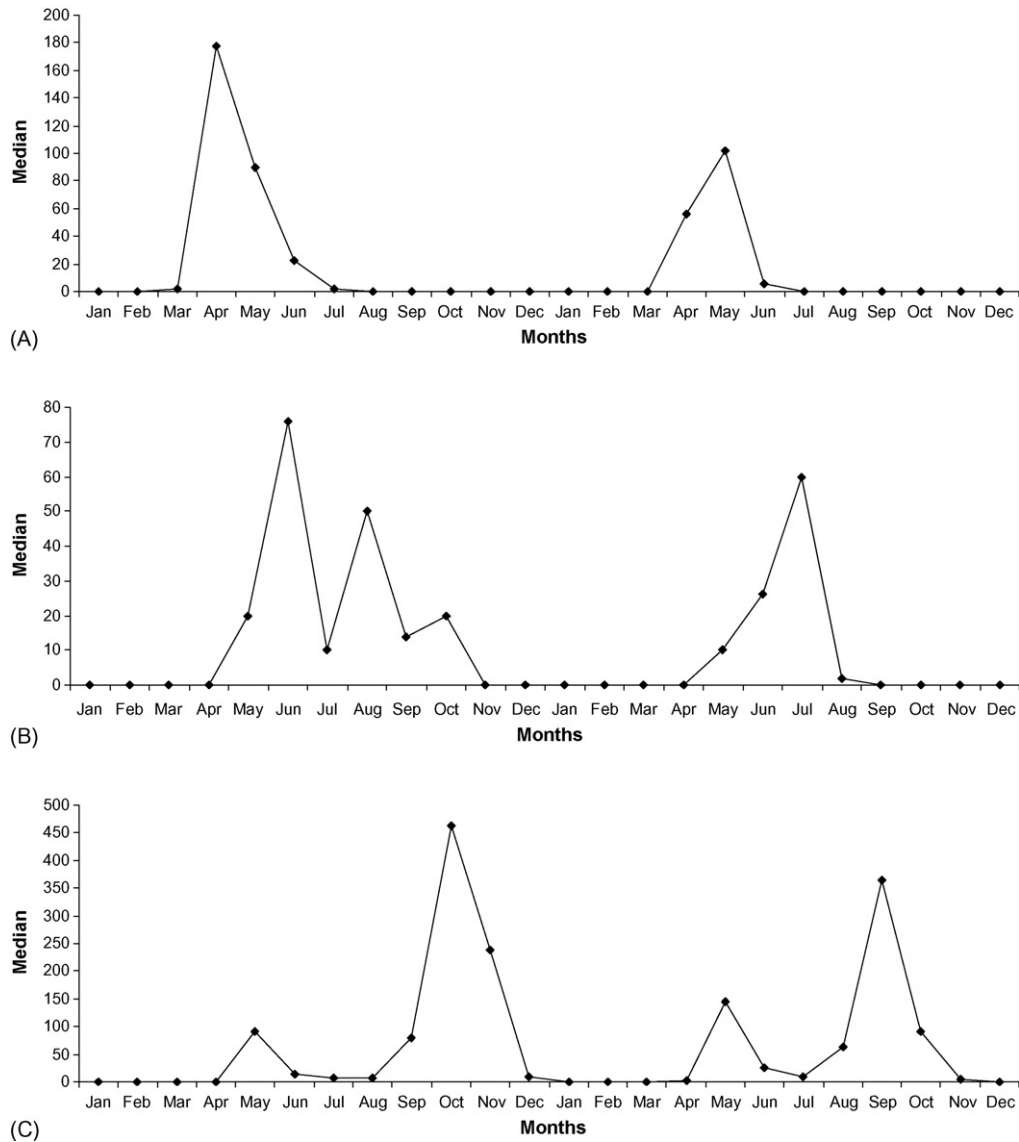 200
180
160
140
120
100
80
60
40
20
0
Median
Jan Feb Mar Apr May Jun Jul Aug Sep Oct Nov Dec Jan Feb Mar Apr May Jun Jul Aug Sep Oct Nov Dec
Months
(A)
80
70
60
50
40
30
20
10
0
Median
Jan Feb Mar Apr May Jun Jul Aug Sep Oct Nov Dec Jan Feb Mar Apr May Jun Jul Aug Sep Oct Nov Dec
Months
(B)
500
450
400
350
300
250
200
150
100
50
0
Median
Jan Feb Mar Apr May Jun Jul Aug Sep Oct Nov Dec Jan Feb Mar Apr May Jun Jul Aug Sep Oct Nov Dec
Months
(C)